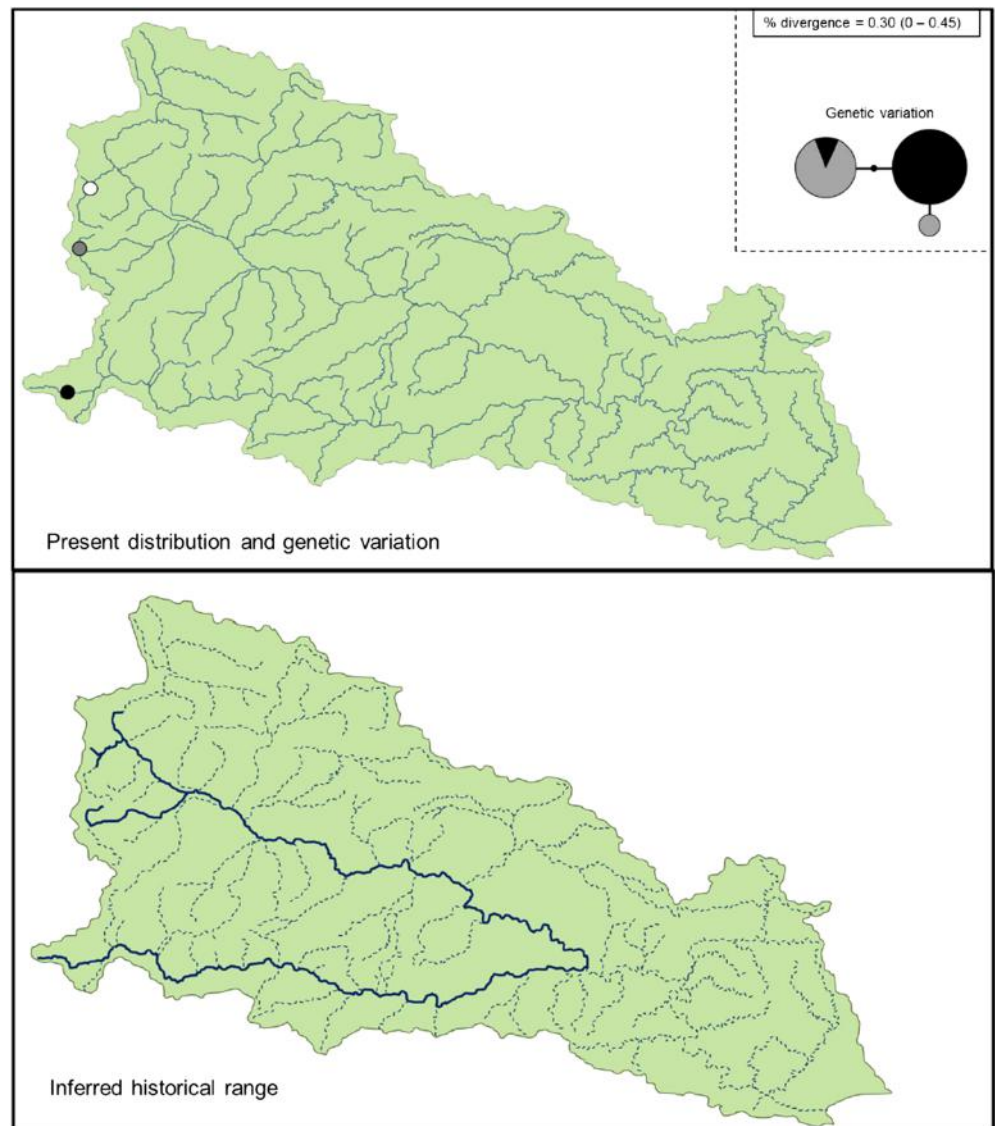 % divergence = 0.30 (0 – 0.45)
Genetic variation
Present distribution and genetic variation
Inferred historical range